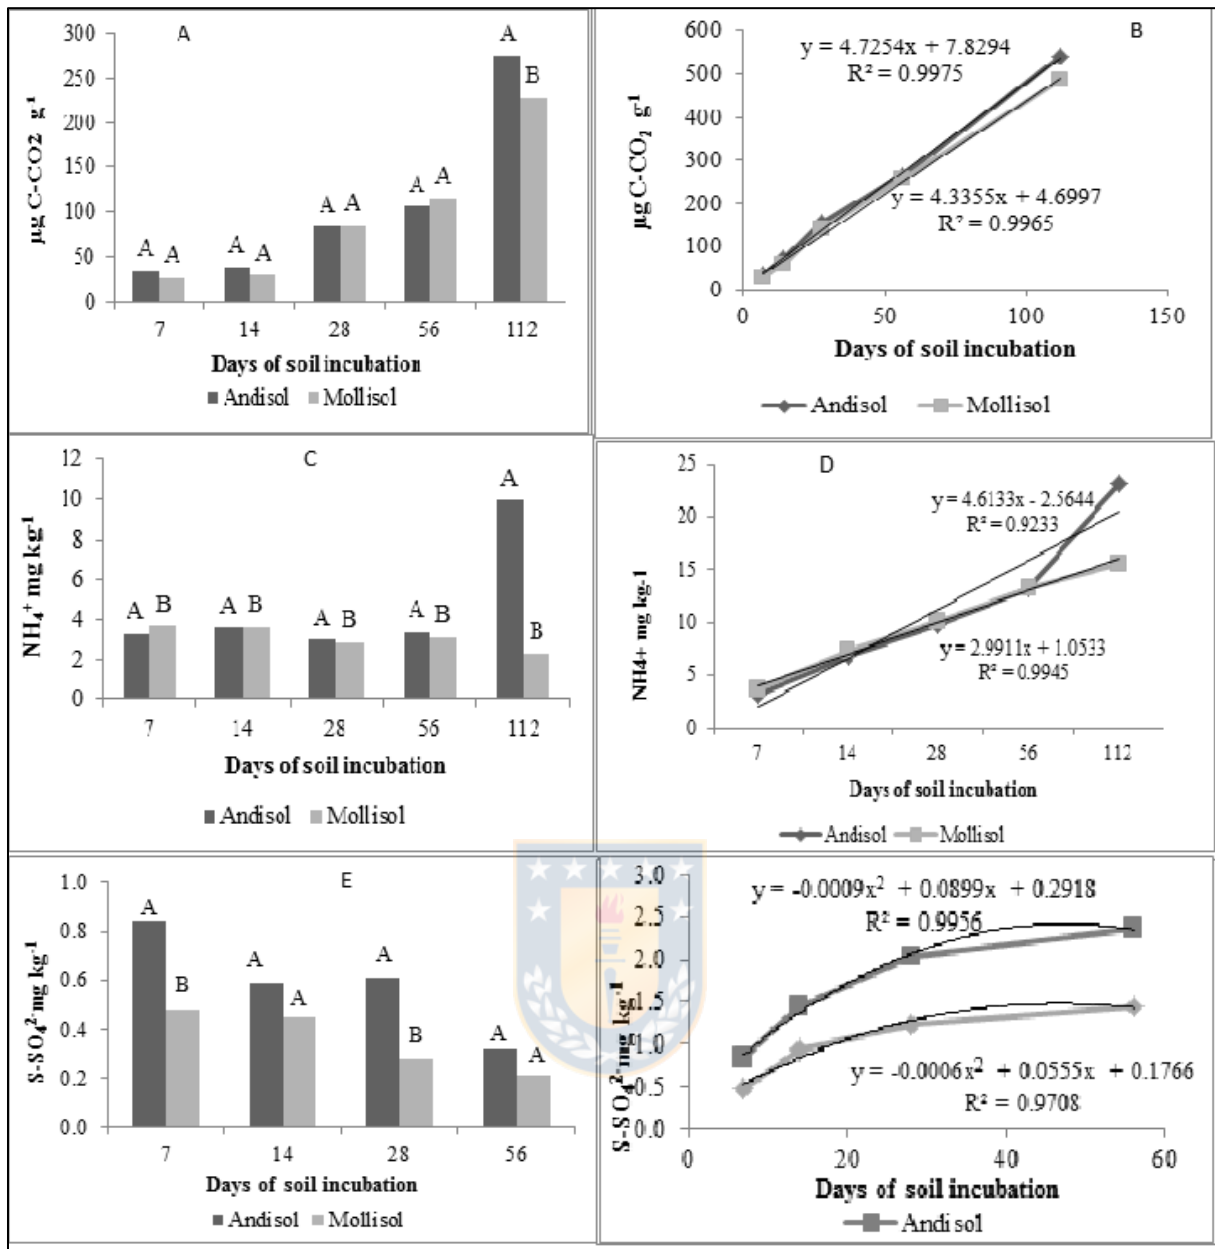 A
300
250
200
150
100
50
0
µg C-CO2 g-1
A A
A A
A A
A A
A
B
7 14 28 56 112
Days of soil incubation
Andisol Mollisol
B
600
500
400
300
200
100
0
µg C-CO2 g-1
y = 4.7254x + 7.8294
R² = 0.9975
y = 4.3355x + 4.6997
R² = 0.9965
0 50 100 150
Days of soil incubation
Andisol Mollisol
C
12
10
8
6
4
2
0
NH4+ mg kg-1
A B
A B
A B
A B
A
B
7 14 28 56 112
Days of soil incubation
Andisol Mollisol
D
25
20
15
10
5
0
NH4+ mg kg-1
y = 4.6133x - 2.5644
R² = 0.9233
y = 2.9911x + 1.0533
R² = 0.9945
7 14 28 56 112
Days of soil incubation
Andisol Mollisol
E
1.0
0.8
0.6
0.4
0.2
0.0
S-SO4 2- mg kg-1
A
B
A
A
A
B
A
A
7 14 28 56
Days of soil incubation
Andisol Mollisol
3.0
2.5
2.0
1.5
1.0
0.5
0.0
S-SO4 2- mg kg-1
y = -0.0009x² + 0.0899x + 0.2918
R² = 0.9956
y = -0.0006x² + 0.0555x + 0.1766
R² = 0.9708
0 20 40 60
Days of soil incubation
Andisol